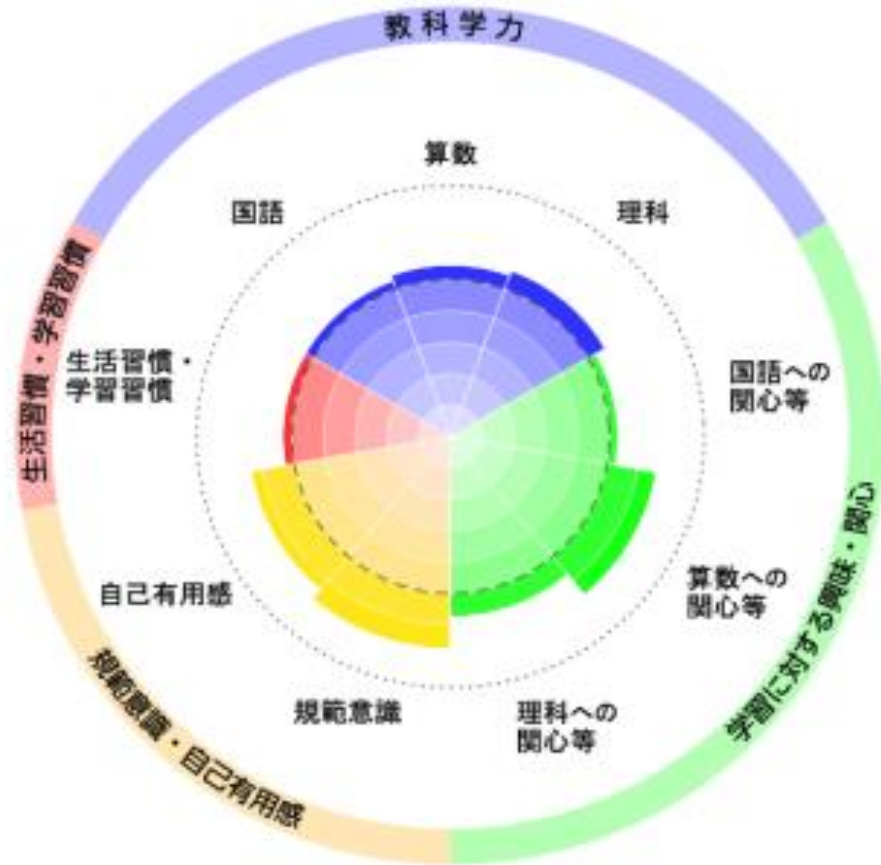 教科学力
算数
国語
理科
生活習慣・学習習慣
生活習慣・
学習習慣
国語への
関心等
自己有用感
算数への
関心等
規範意識
理科への
関心等
規範意識・自己有用感
学習に対する興味・関心